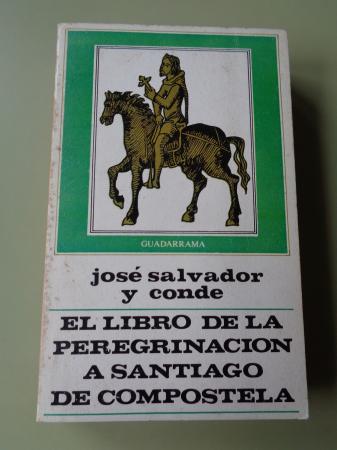 GUADARRAMA
josé salvador
y conde
EL LIBRO DE LA
PEREGRINACION
A SANTIAGO
DE COMPOSTELA